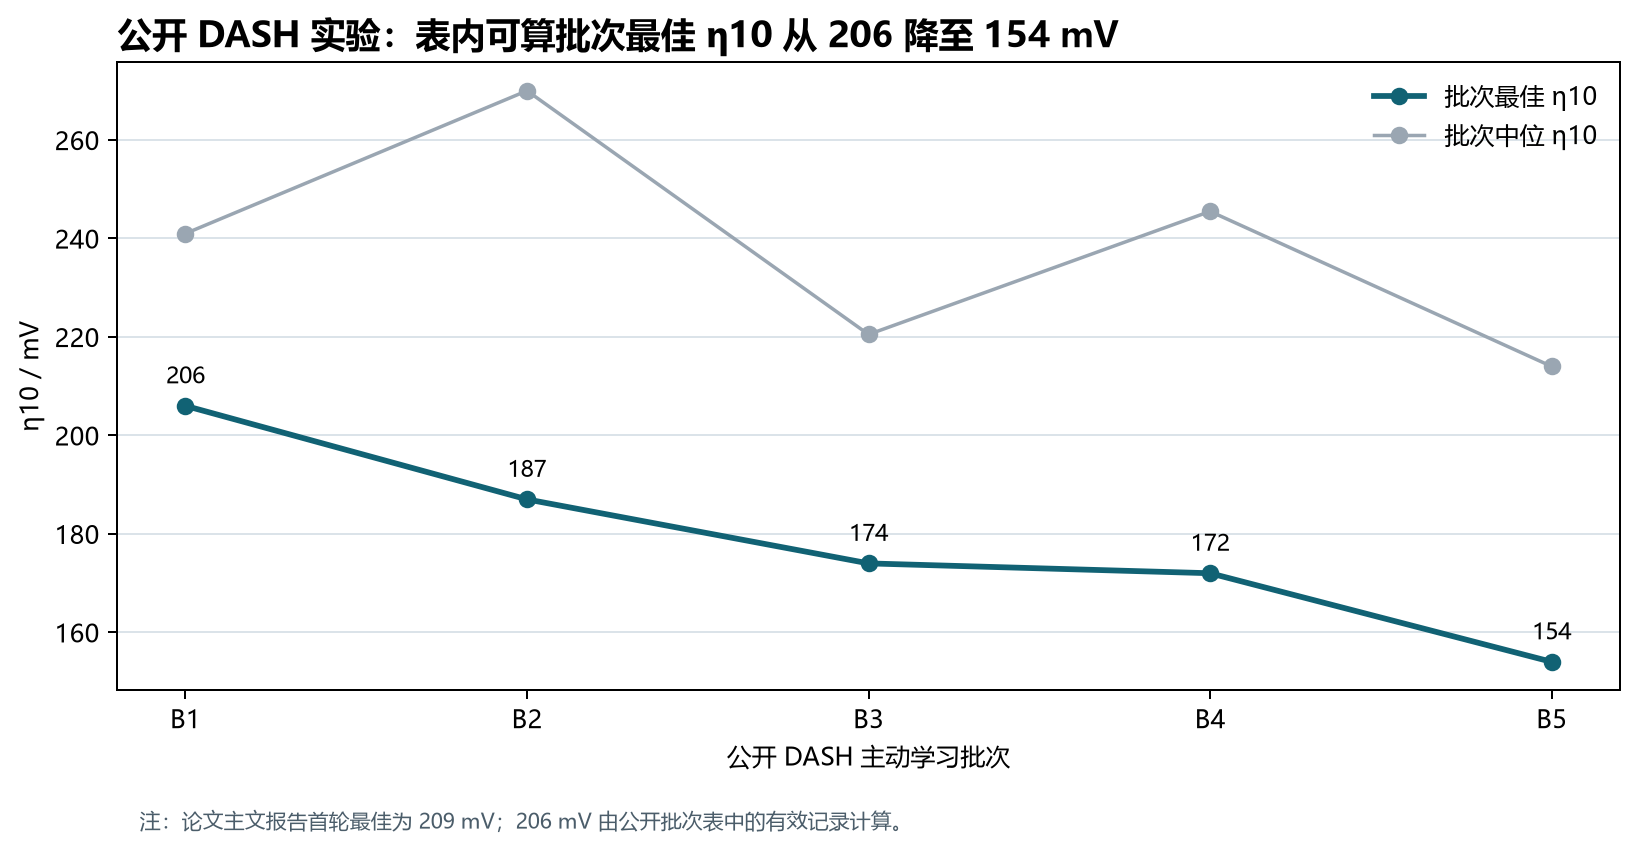 公开 DASH 实验：表内可算批次最佳 η10 从 206 降至 154 mV
批次最佳 η10
批次中位 η10
260
240
220
200
180
160
η10 / mV
206
187
174
172
154
B1
B2
B3
B4
B5
公开 DASH 主动学习批次
注：论文主文报告首轮最佳为 209 mV；206 mV 由公开批次表中的有效记录计算。